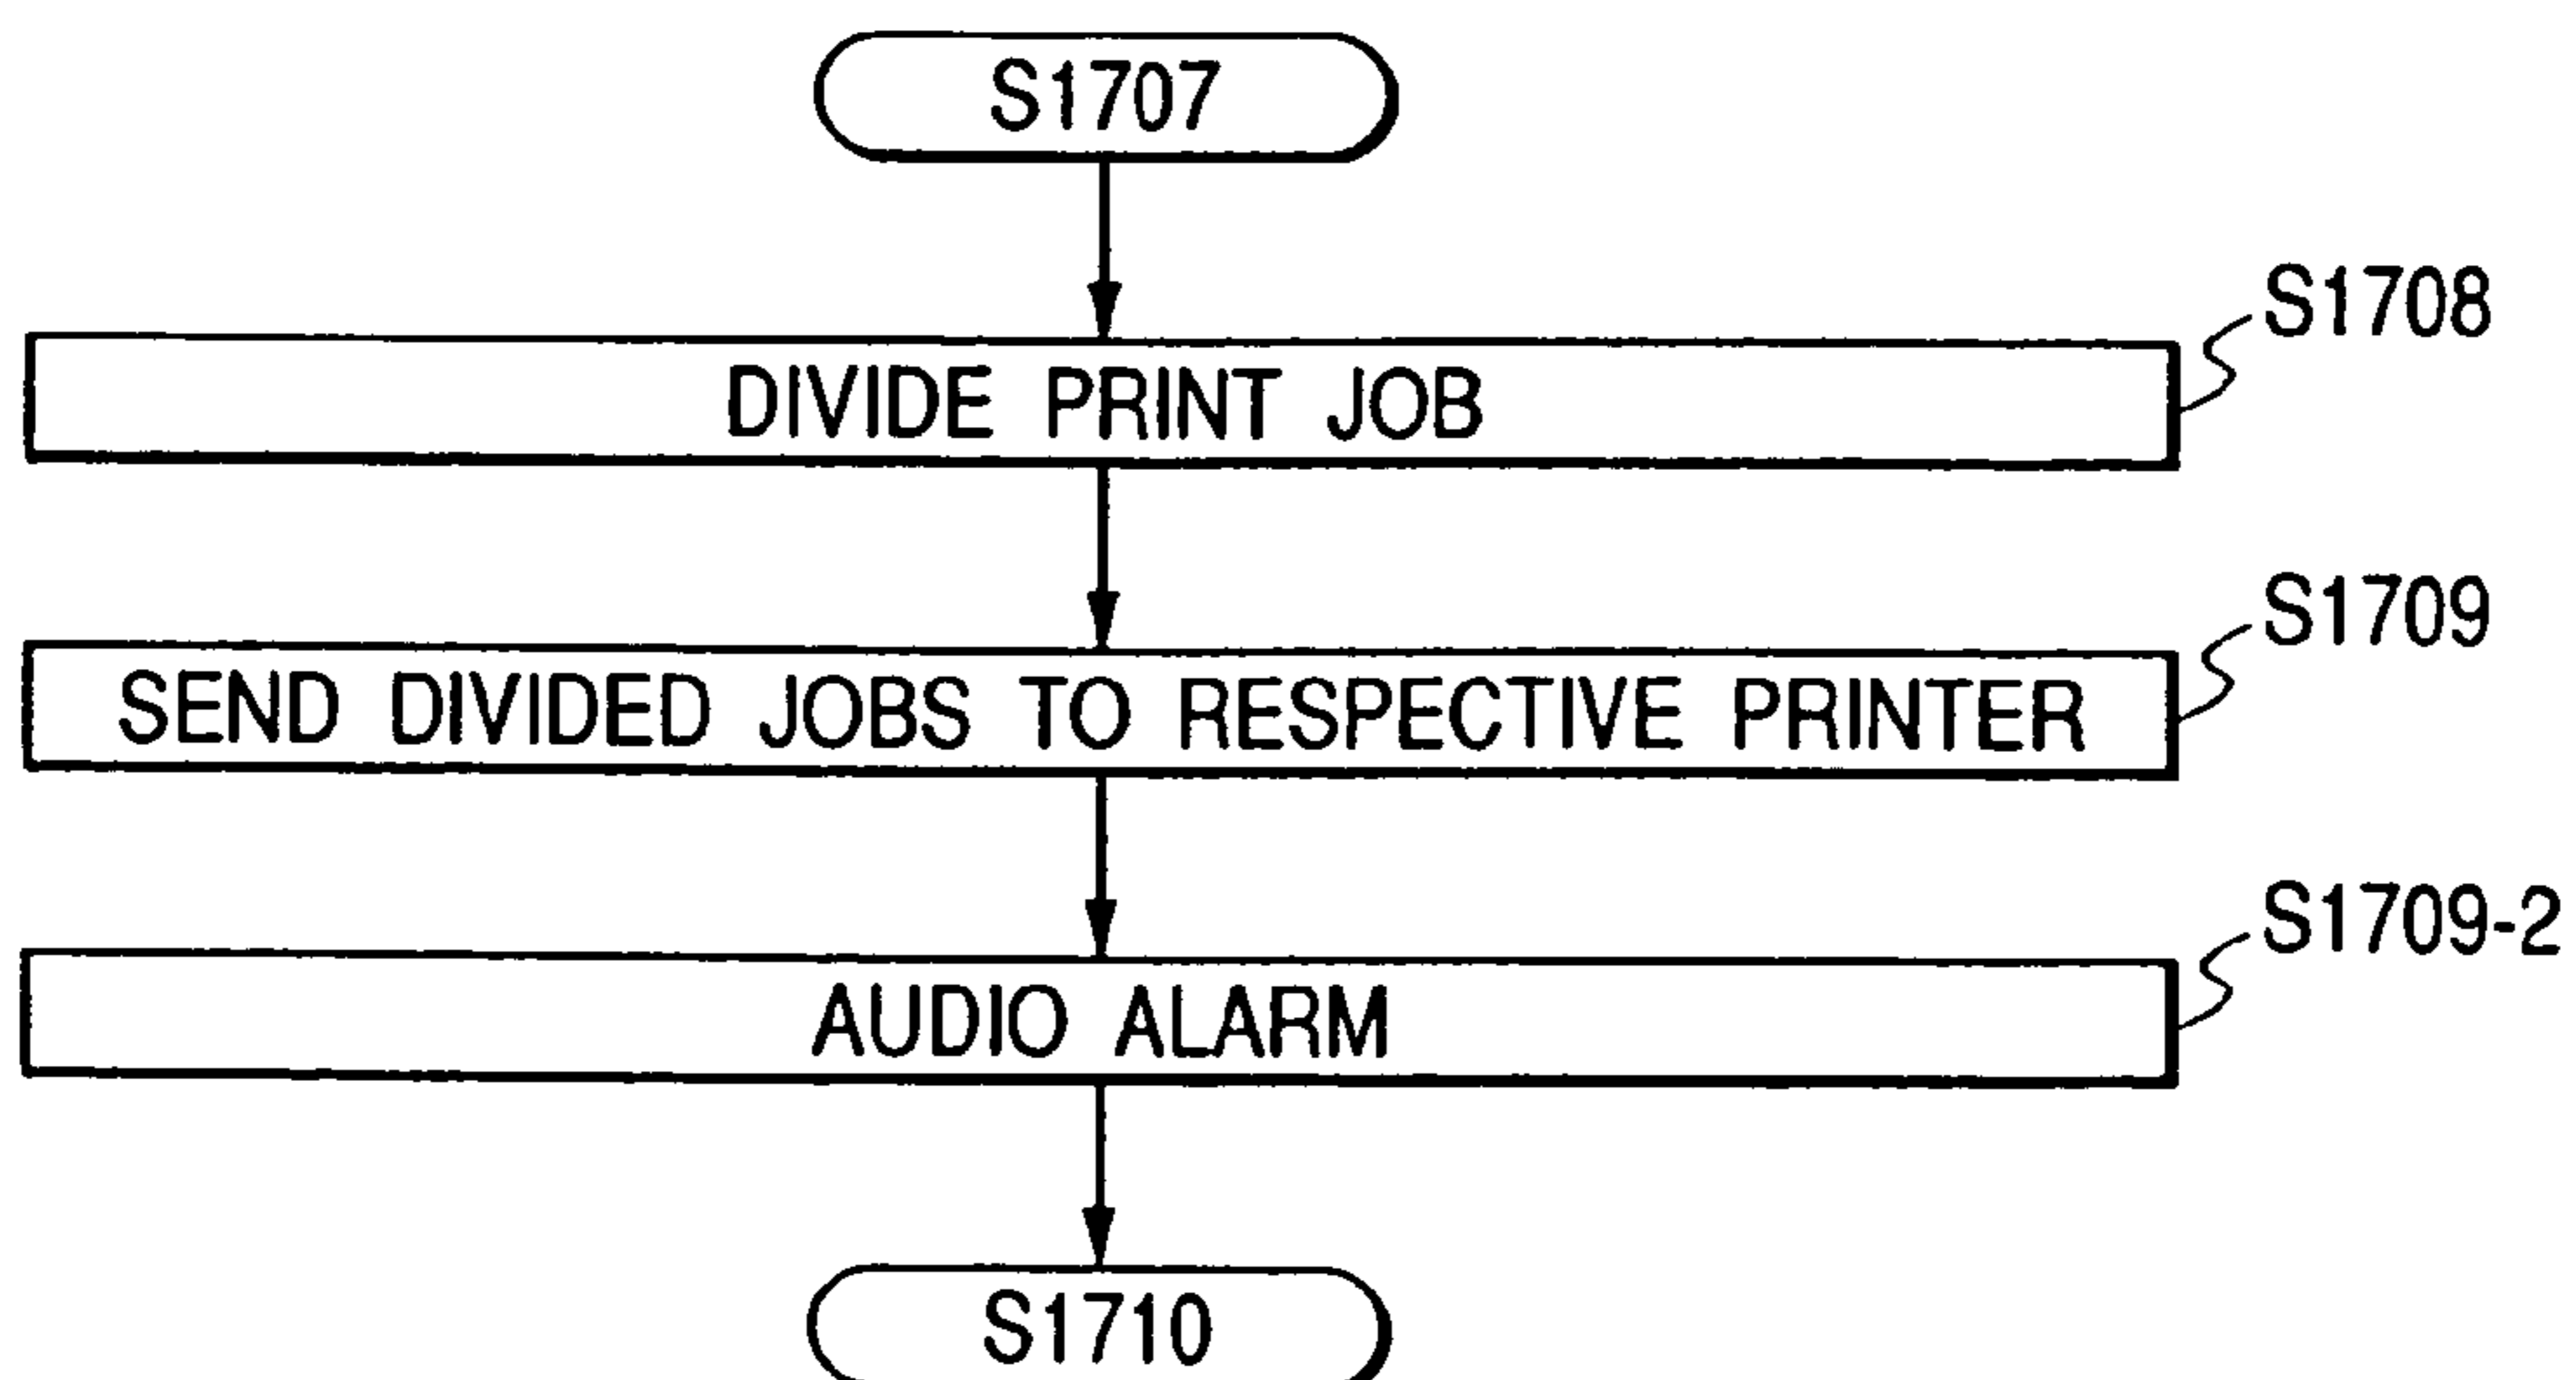 S1707
S1708
DIVIDE PRINT JOB
S1709
SEND DIVIDED JOBS TO RESPECTIVE PRINTER
S1709-2
AUDIO ALARM
S1710